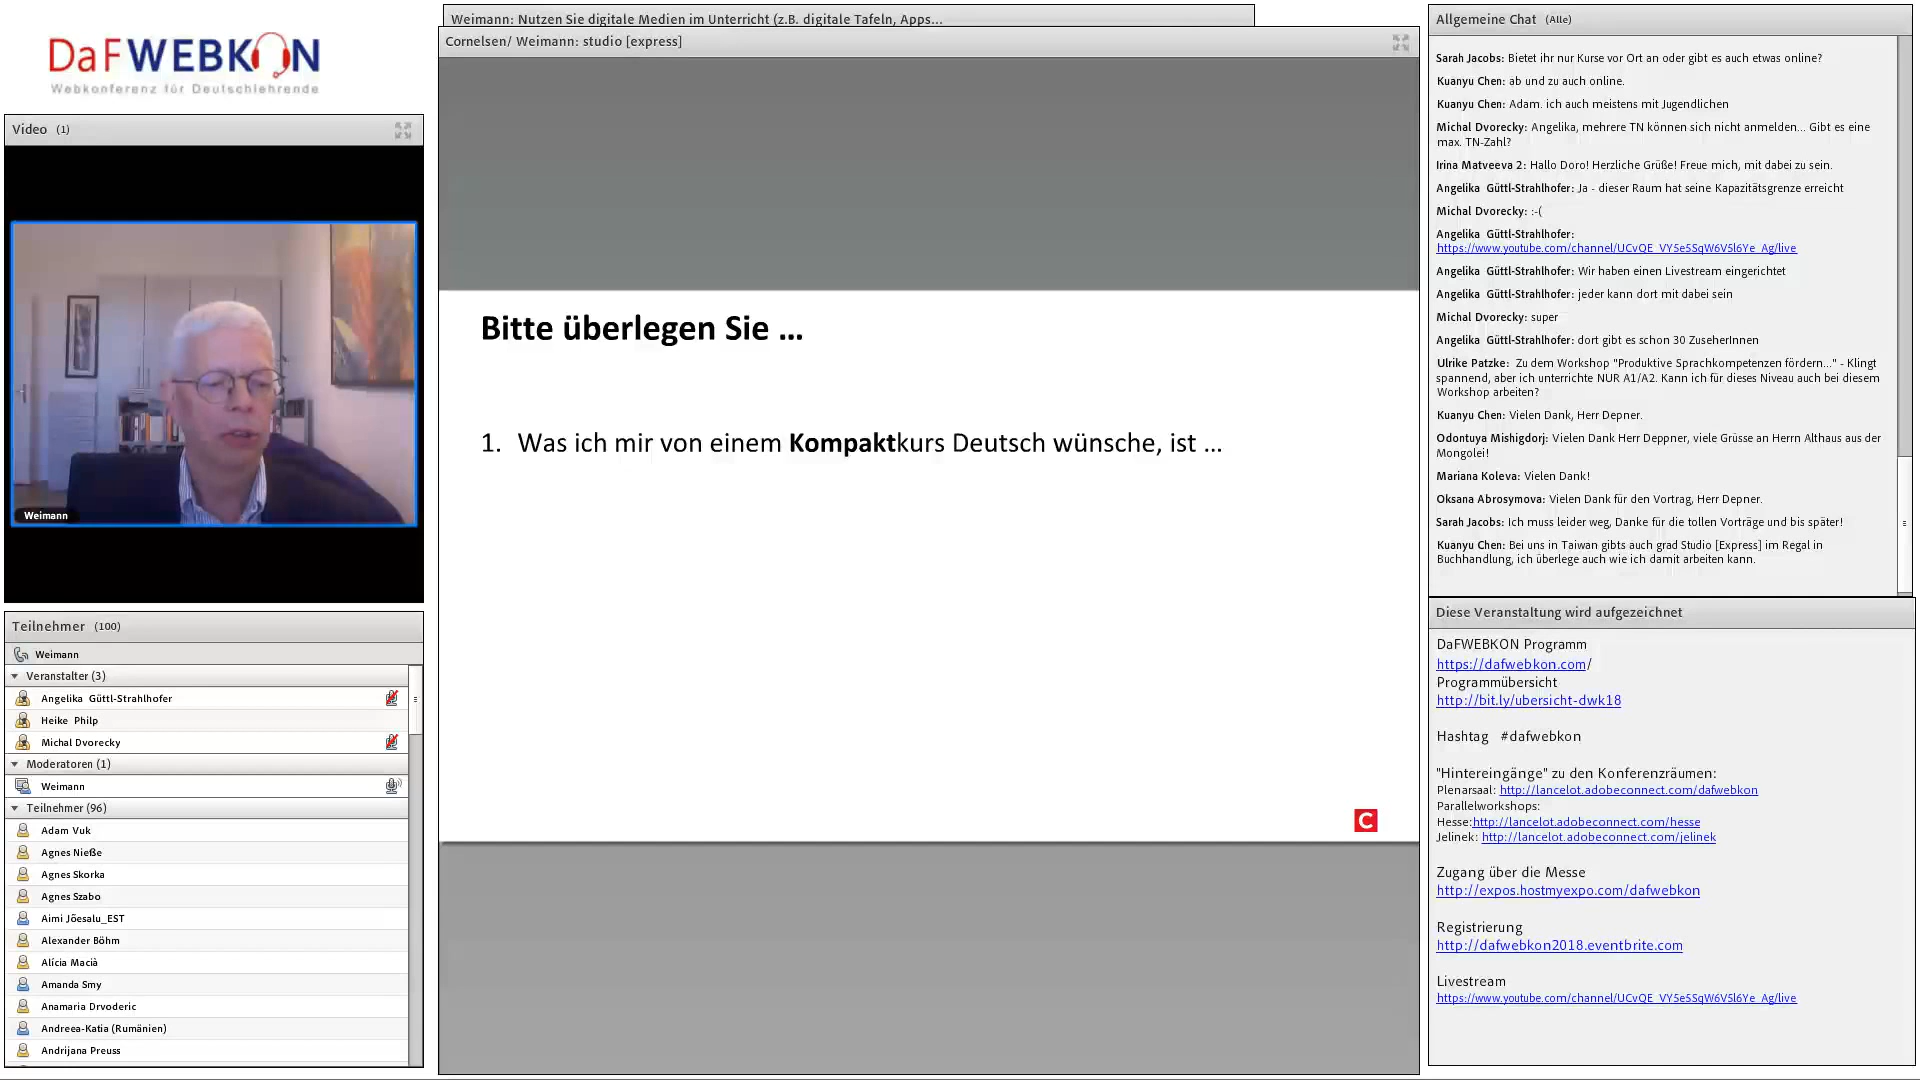 DaFWEBKON
Webkonferenz für Deutschlehrende
Video (1)
Weimann
Teilnehmer (100)
Weimann
Veranstalter (3)
Angelika Güttl-Strahlhofer
Heike Philp
Michal Dvorecky
Moderatoren (1)
Weimann
Teilnehmer (96)
Adam Vuk
Agnes Nieße
Agnes Skorka
Agnes Szabo
Aimi Jõesalu_EST
Alexander Böhm
Alícia Macià
Amanda Smy
Anamaria Drvoderic
Andreea-Katia (Rumänien)
Andrijana Preuss
Weimann: Nutzen Sie digitale Medien im Unterricht (z.B. digitale Tafeln, Apps...
Cornelsen/ Weimann: studio [express]
Bitte überlegen Sie ...
1. Was ich mir von einem Kompaktkurs Deutsch wünsche, ist ...
C
Allgemeine Chat (Alle)
Sarah Jacobs: Bietet ihr nur Kurse vor Ort an oder gibt es auch etwas online?
Kuanyu Chen: ab und zu auch online.
Kuanyu Chen: Adam. ich auch meistens mit Jugendlichen
Michal Dvorecky: Angelika, mehrere TN können sich nicht anmelden... Gibt es eine
max. TN-Zahl?
Irina Matveeva 2: Hallo Doro! Herzliche Grüße! Freue mich, mit dabei zu sein.
Angelika Güttl-Strahlhofer: Ja - dieser Raum hat seine Kapazitätsgrenze erreicht
Michal Dvorecky: :-(
Angelika Güttl-Strahlhofer:
https://www.youtube.com/channel/UCvQE_VY5e5SqW6V5l6Ye_Ag/live
Angelika Güttl-Strahlhofer: Wir haben einen Livestream eingerichtet
Angelika Güttl-Strahlhofer: jeder kann dort mit dabei sein
Michal Dvorecky: super
Angelika Güttl-Strahlhofer: dort gibt es schon 30 ZuseherInnen
Ulrike Patzke: Zu dem Workshop "Produktive Sprachkompetenzen fördern..." - Klingt
spannend, aber ich unterrichte NUR A1/A2. Kann ich für dieses Niveau auch bei diesem
Workshop arbeiten?
Kuanyu Chen: Vielen Dank, Herr Depner.
Odontuya Mishigdorj: Vielen Dank Herr Deppner, viele Grüsse an Herrn Althaus aus der
Mongolei!
Mariana Koleva: Vielen Dank!
Oksana Abrosymova: Vielen Dank für den Vortrag, Herr Depner.
Sarah Jacobs: Ich muss leider weg, Danke für die tollen Vorträge und bis später!
Kuanyu Chen: Bei uns in Taiwan gibts auch grad Studio [Express] im Regal in
Buchhandlung, ich überlege auch wie ich damit arbeiten kann.
Diese Veranstaltung wird aufgezeichnet
DaFWEBKON Programm
https://dafwebkon.com/
Programmübersicht
http://bit.ly/ubersicht-dwk18
Hashtag #dafwebkon
"Hintereingänge" zu den Konferenzräumen:
Plenarsaal: http://lancelot.adobeconnect.com/dafwebkon
Parallelworkshops:
Hesse:http://lancelot.adobeconnect.com/hesse
Jelinek: http://lancelot.adobeconnect.com/jelinek
Zugang über die Messe
http://expos.hostmyexpo.com/dafwebkon
Registrierung
http://dafwebkon2018.eventbrite.com
Livestream
https://www.youtube.com/channel/UCvQE_VY5e5SqW6V5l6Ye_Ag/live